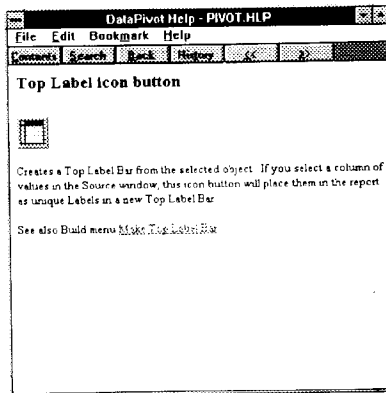 DataPivot Help - PIVOT.HLP
File Edit Bookmark Help
Contents Search Back History << >>
Top Label icon button
Creates a Top Label Bar from the selected object. If you select a column of
values in the Source window, this icon button will place them in the report
as unique Labels in a new Top Label Bar
See also Build menu Make Top Label Bar